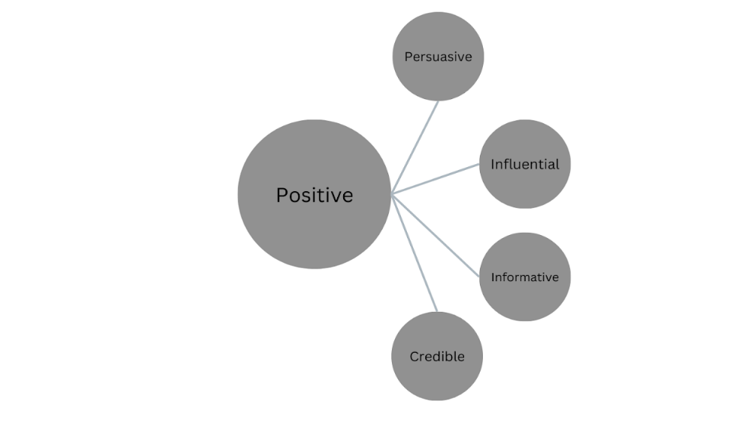 Persuasive
Influential
Positive
Informative
Credible